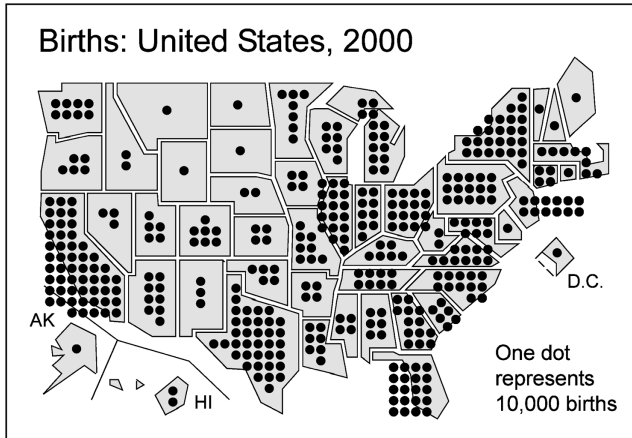 Births: United States, 2000
AK
HI
D.C.
One dot
represents
10,000 births